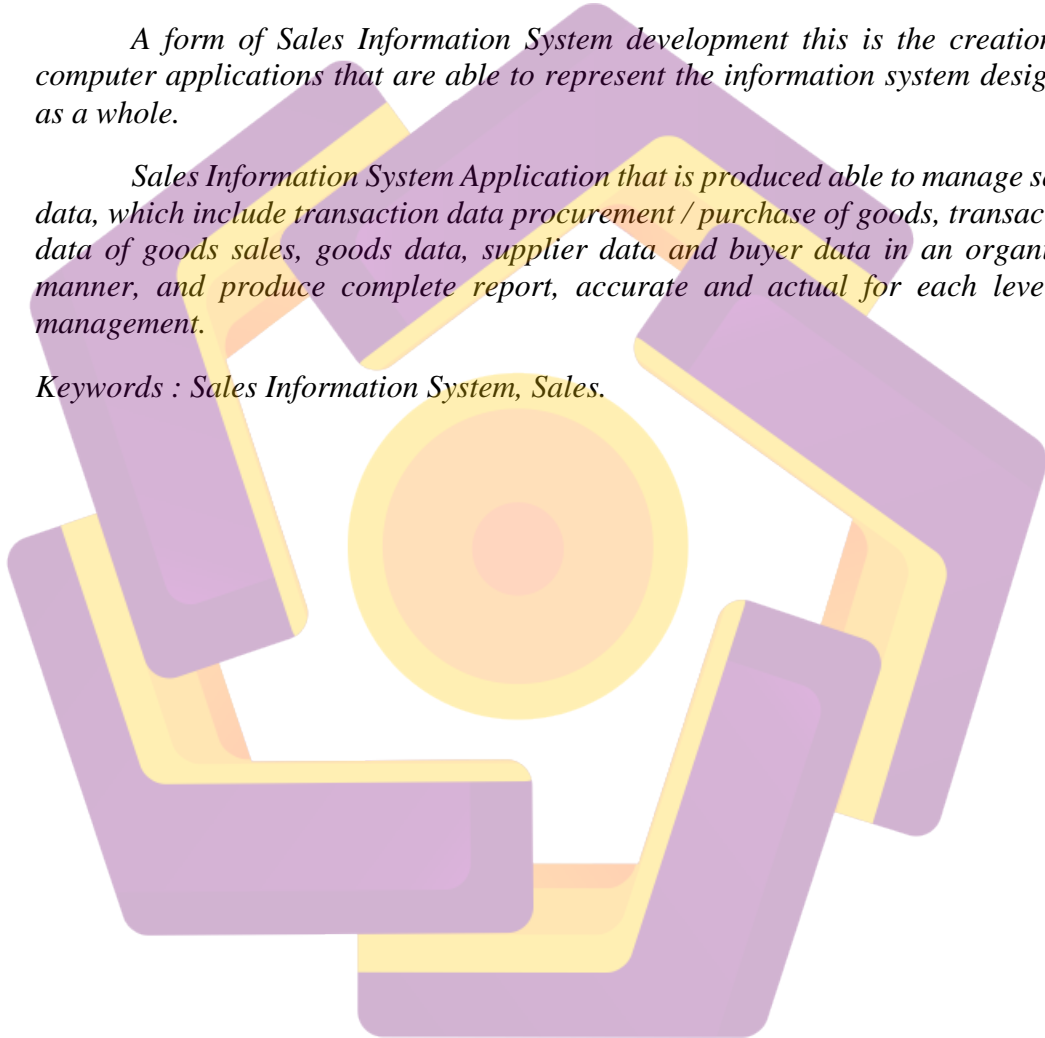 A form of Sales Information System development this is the creation
computer applications that are able to represent the information system desig
as a whole.
Sales Information System Application that is produced able to manage s
data, which include transaction data procurement / purchase of goods, transac
data of goods sales, goods data, supplier data and buyer data in an organi
manner, and produce complete report, accurate and actual for each leve
management.
Keywords : Sales Information System, Sales.